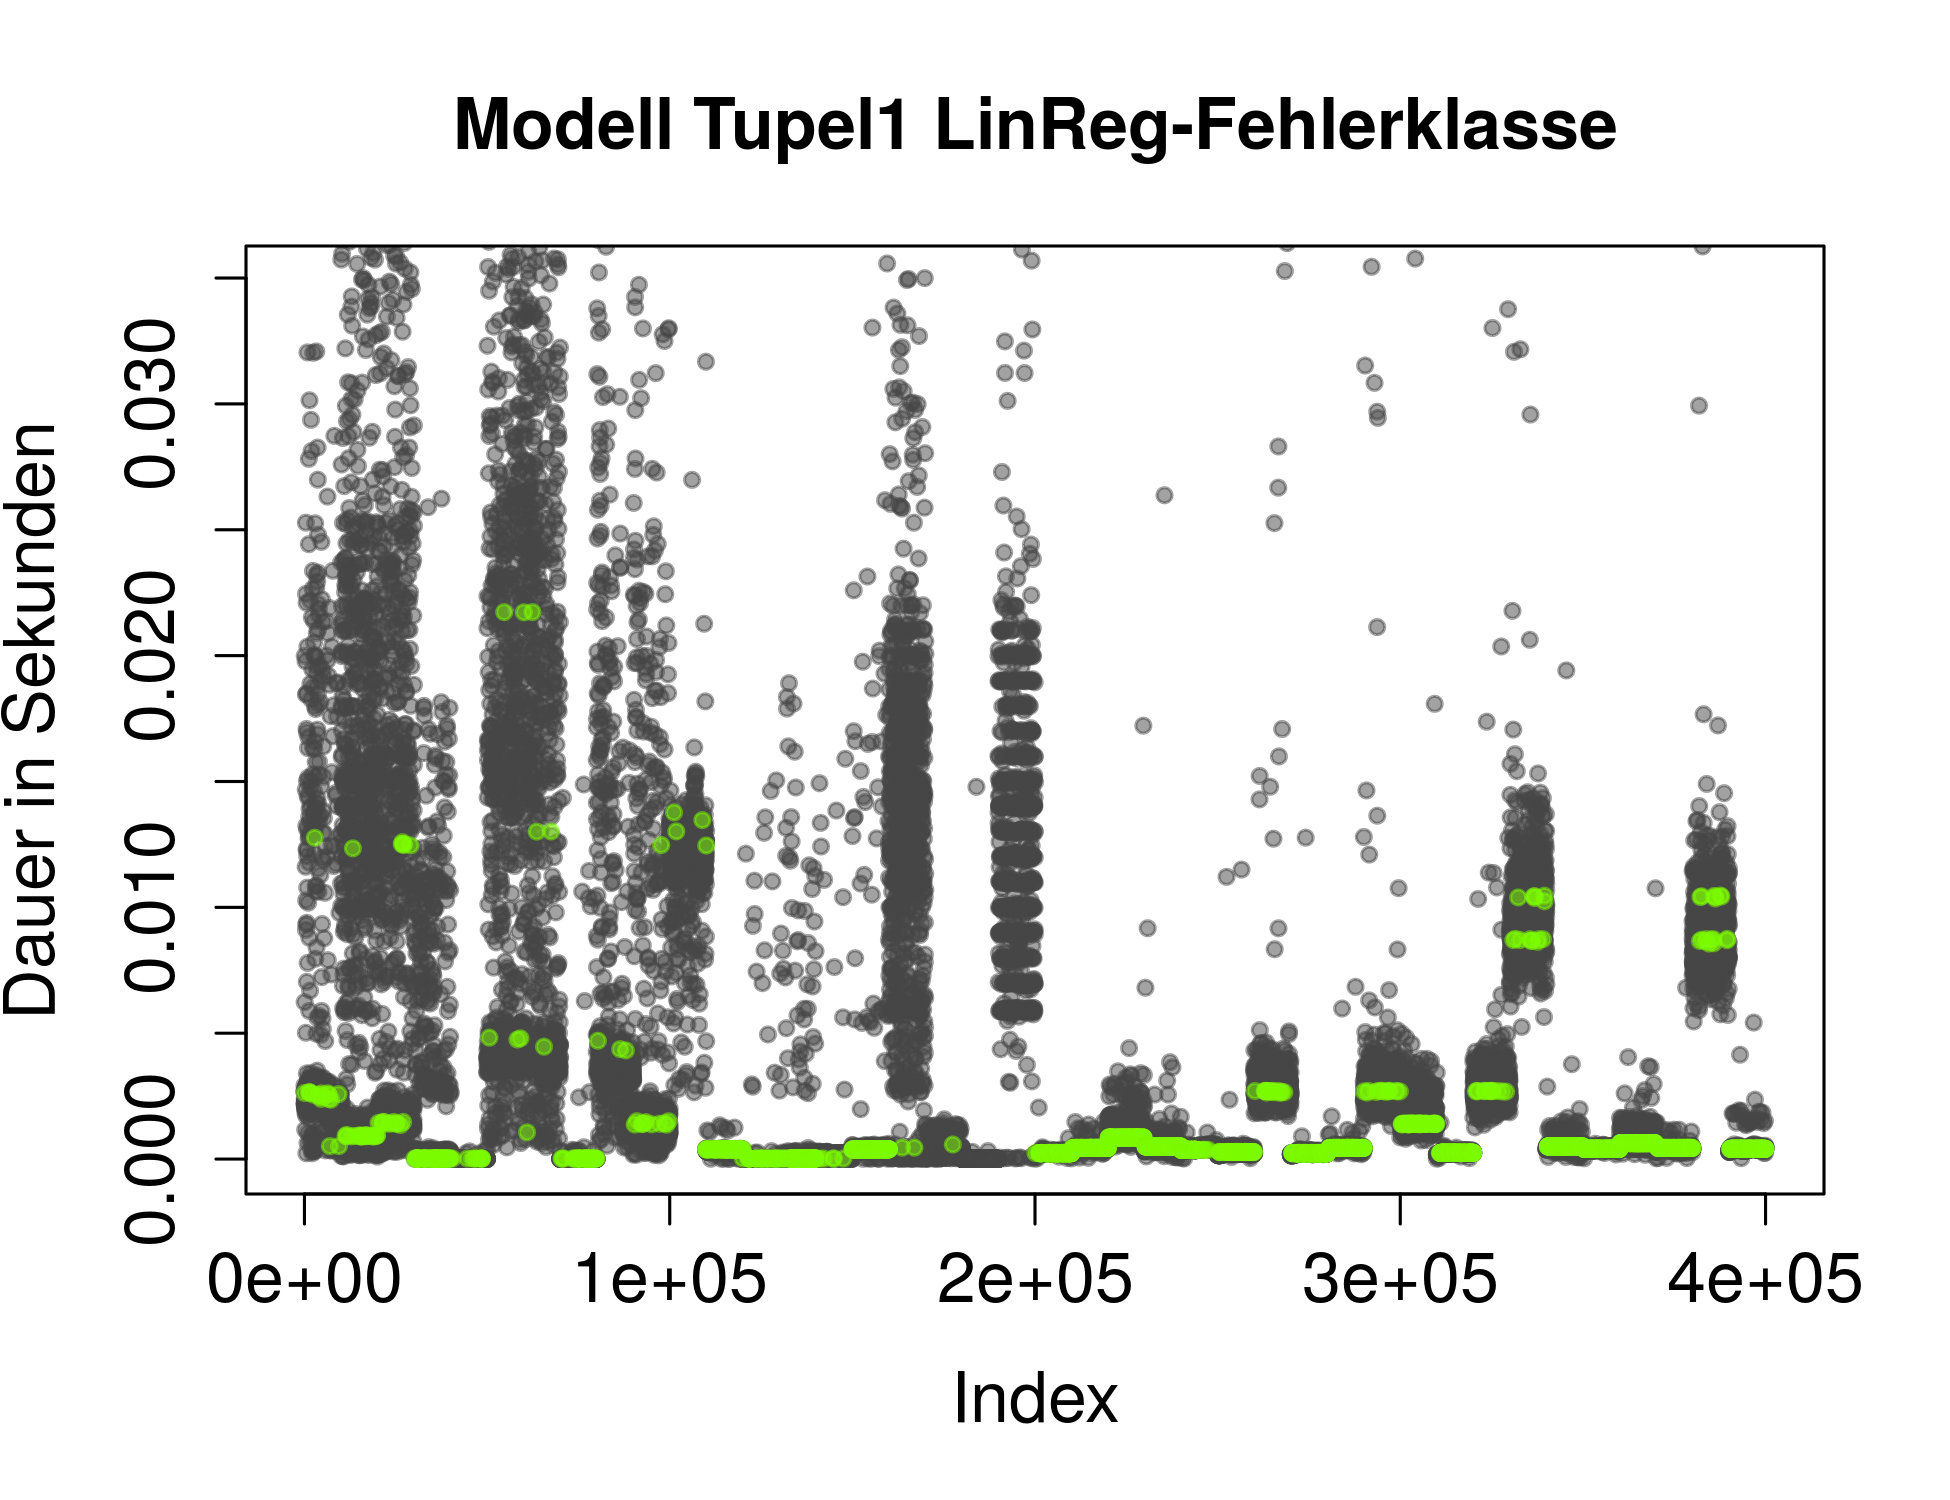 Modell Tupel1 LinReg-Fehlerklasse
Dauer in Sekunden
0.030
0.020
0.010
0.000
0e+00 1e+05 2e+05 3e+05 4e+05
Index